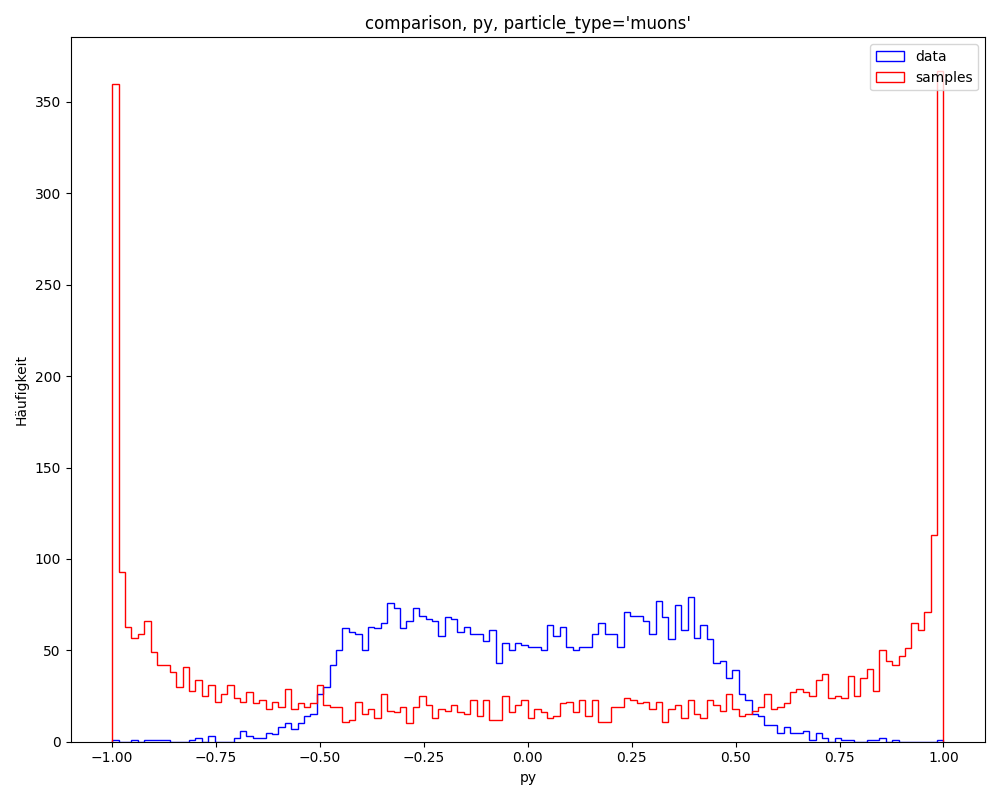 comparison, py, particle_type='muons'
data
samples
Häufigkeit
350
300
250
200
150
100
50
0
−1.00 −0.75 −0.50 −0.25 0.00 0.25 0.50 0.75 1.00
py